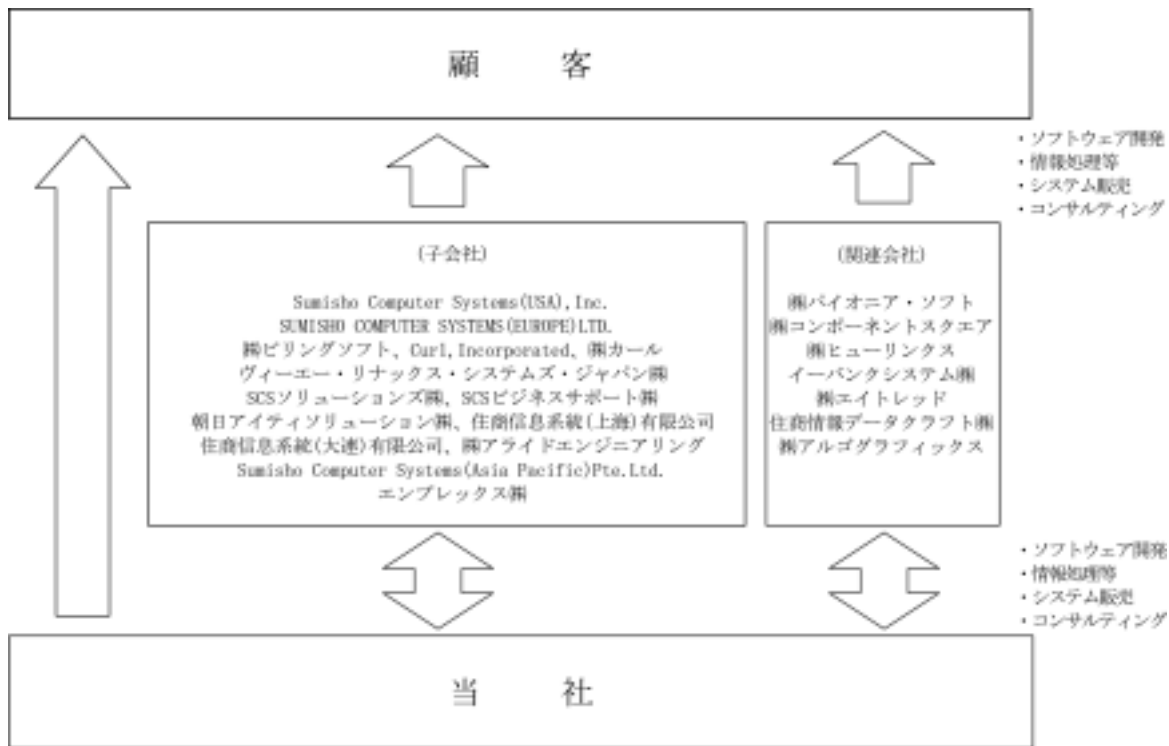 顧　客
・ソフトウェア開発
・情報処理等
・システム販売
・コンサルティング
(子会社)
Sumisho Computer Systems(USA),Inc.
SUMISHO COMPUTER SYSTEMS(EUROPE)LTD.
㈱ビリングソフト、Curl,Incorporated、㈱カール
ヴィーエー・リナックス・システムズ・ジャパン㈱
SCSソリューションズ㈱、SCSビジネスサポート㈱
朝日アイティソリューション㈱、住商信息系統(上海)有限公司
住商信息系統(大連)有限公司、㈱アライドエンジニアリング
Sumisho Computer Systems(Asia Pacific)Pte.Ltd.
エンプレックス㈱
(関連会社)
㈱パイオニア・ソフト
㈱コンポーネントスクエア
㈱ヒューリンクス
イーバンクシステム㈱
㈱エイトレッド
住商情報データクラフト㈱
㈱アルゴグラフィックス
・ソフトウェア開発
・情報処理等
・システム販売
・コンサルティング
当　社